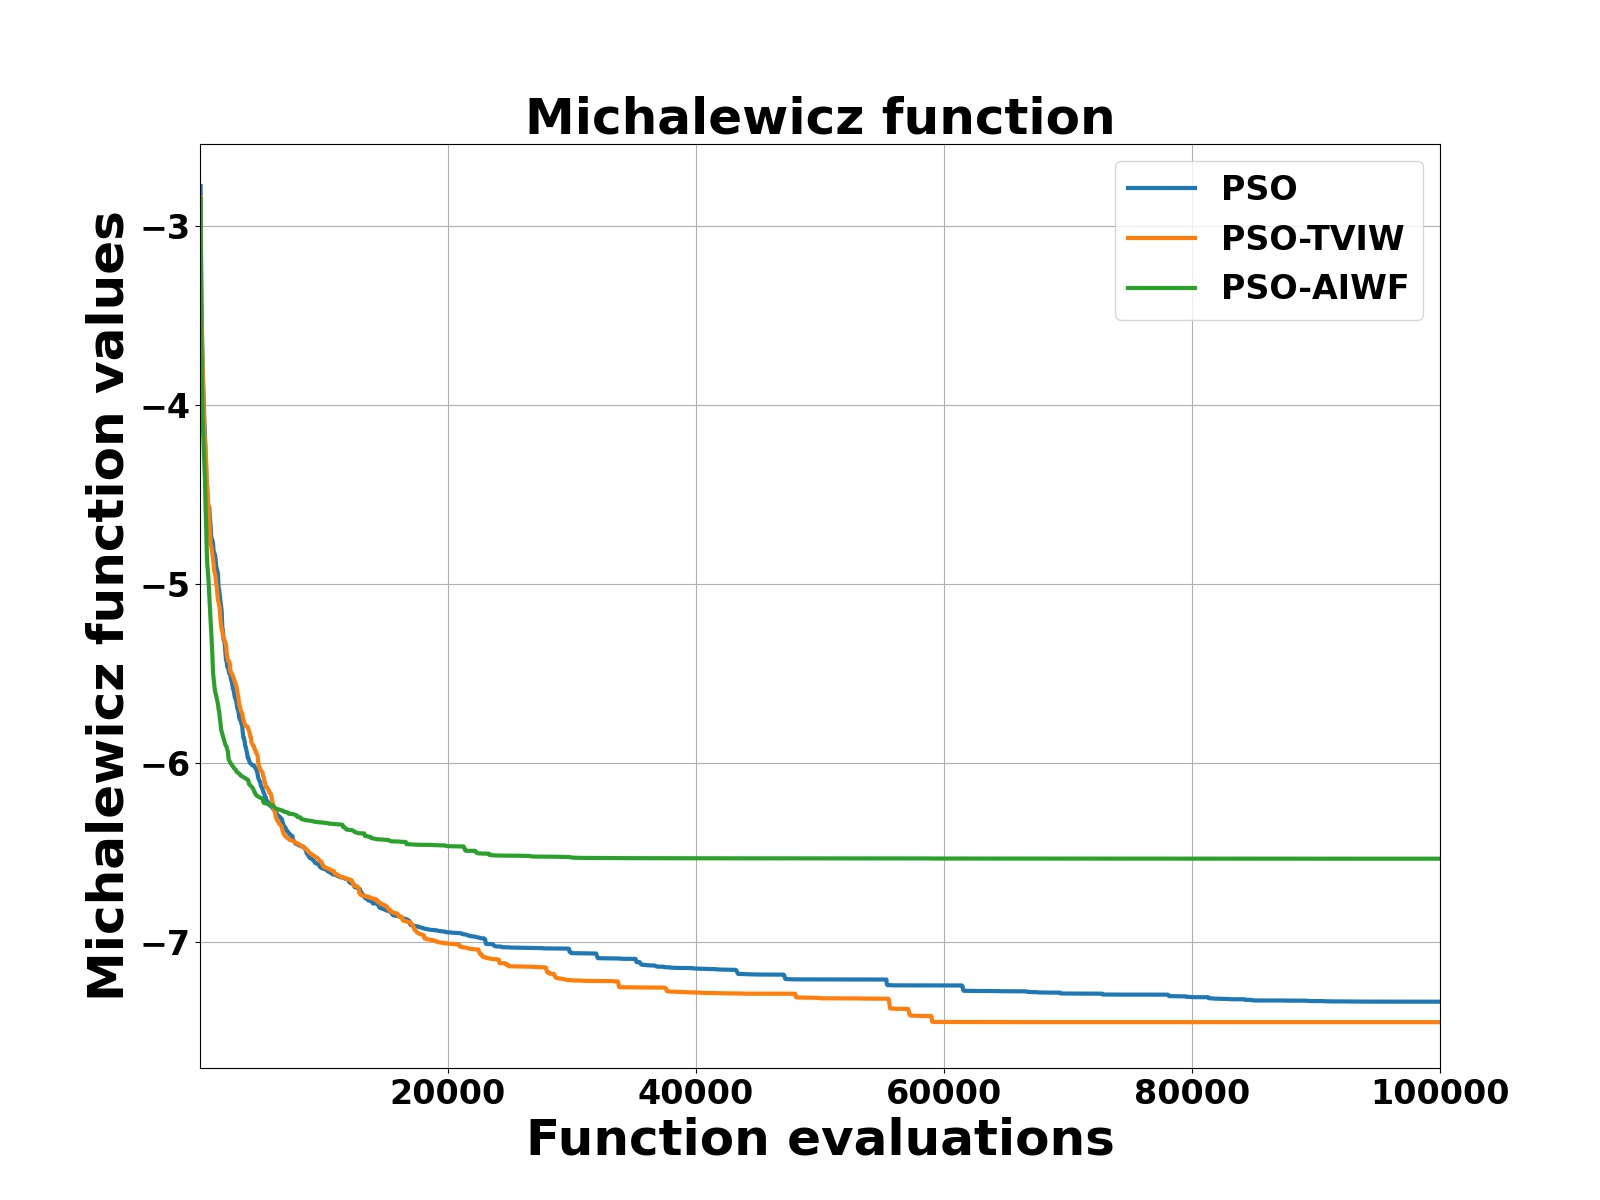 Michalewicz function
PSO
PSO-TVIW
PSO-AIWF
Michalewicz function values
−3
−4
−5
−6
−7
20000
40000
60000
80000
100000
Function evaluations